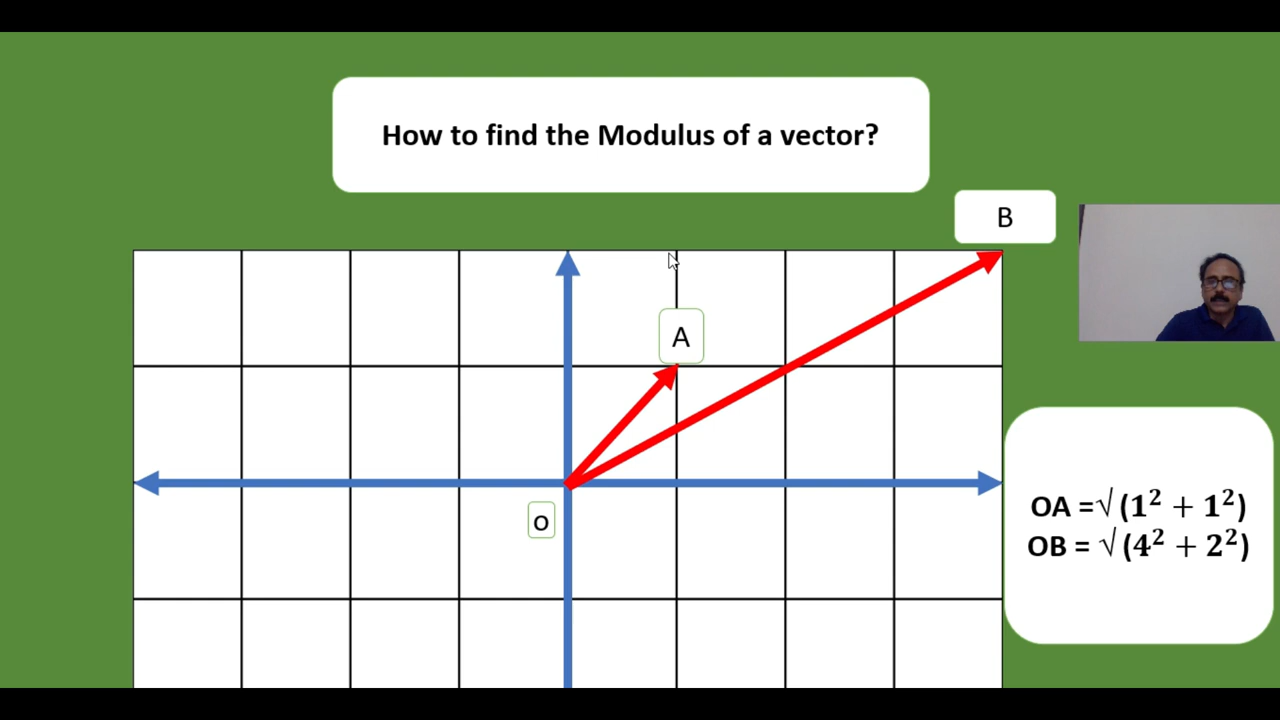 How to find the Modulus of a vector?
B
A
o
OA =√ (1² + 1²)
OB = √ (4² + 2²)